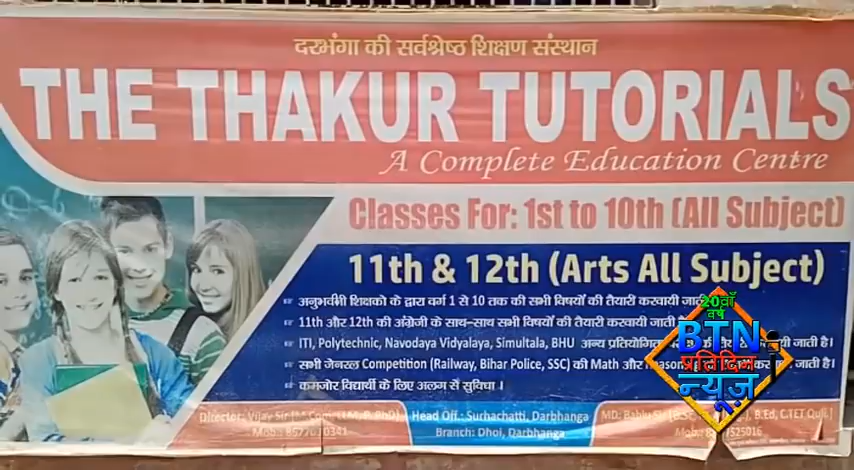 दरभंगा की सर्वश्रेष्ठ शिक्षण संस्थान
THE THAKUR TUTORIALS
A Complete Education Centre
Classes For: 1st to 10th (All Subject)
11th & 12th (Arts All Subject)
अनुभवी शिक्षको के द्वारा वर्ग 1 से 10 तक की सभी विषयों की तैयारी करवायी
11th और 12th की अंग्रेजी के साथ-साथ सभी विषयों की तैयारी करवायी जाती
ITI, Polytechnic, Navodaya Vidyalaya, Simultala, BHU अन्य जाती है।
सभी जेनरल Competition (Railway, Bihar Police, SSC) की Math और जाती है।
कमजोर विद्यार्थी के लिए अलग से सुविधा।
Director: Vijay Sir
Head Off.: Surhachatti, Darbhanga
Branch: Dhoi, Darbhanga
MD: Bablu B.Ed, CTET Quli.]
20वाँ
वर्ष
BTN
प्रतिदिन
न्यूज़